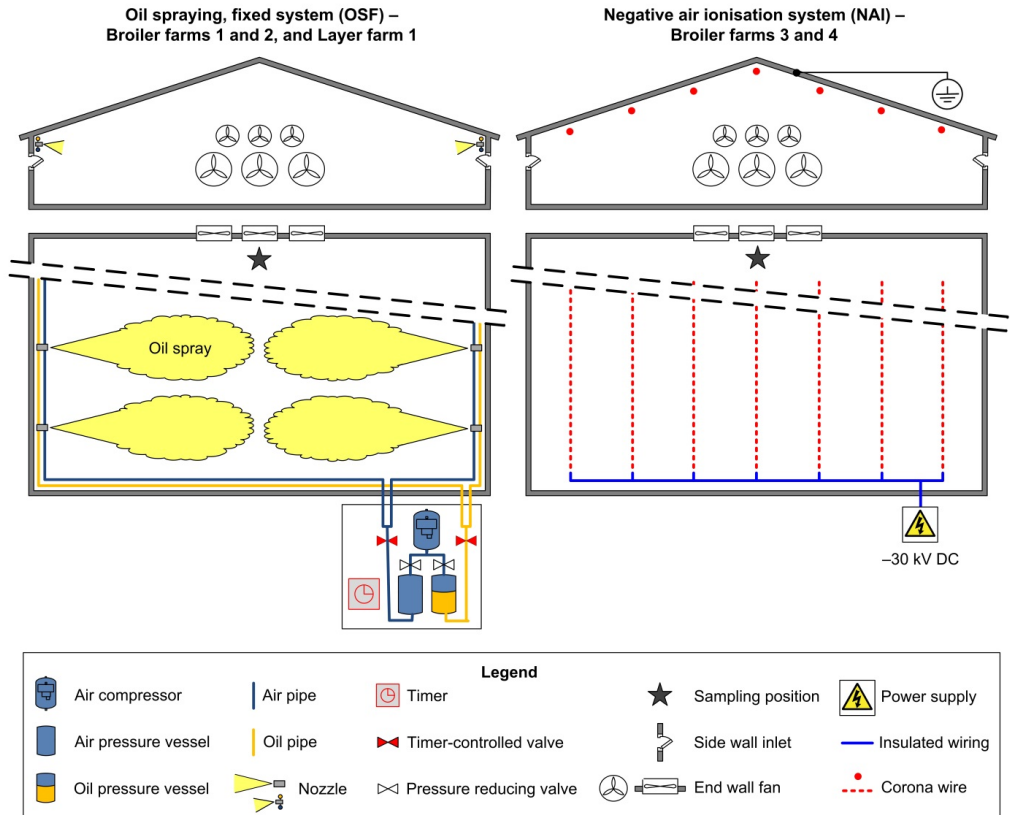 Oil spraying, fixed system (OSF) –
Broiler farms 1 and 2, and Layer farm 1
Negative air ionisation system (NAI) –
Broiler farms 3 and 4
Oil spray
–30 kV DC
Legend
Air compressor
Air pipe
Timer
Sampling position
Power supply
Air pressure vessel
Oil pipe
Timer-controlled valve
Side wall inlet
Insulated wiring
Oil pressure vessel
Nozzle
Pressure reducing valve
End wall fan
Corona wire